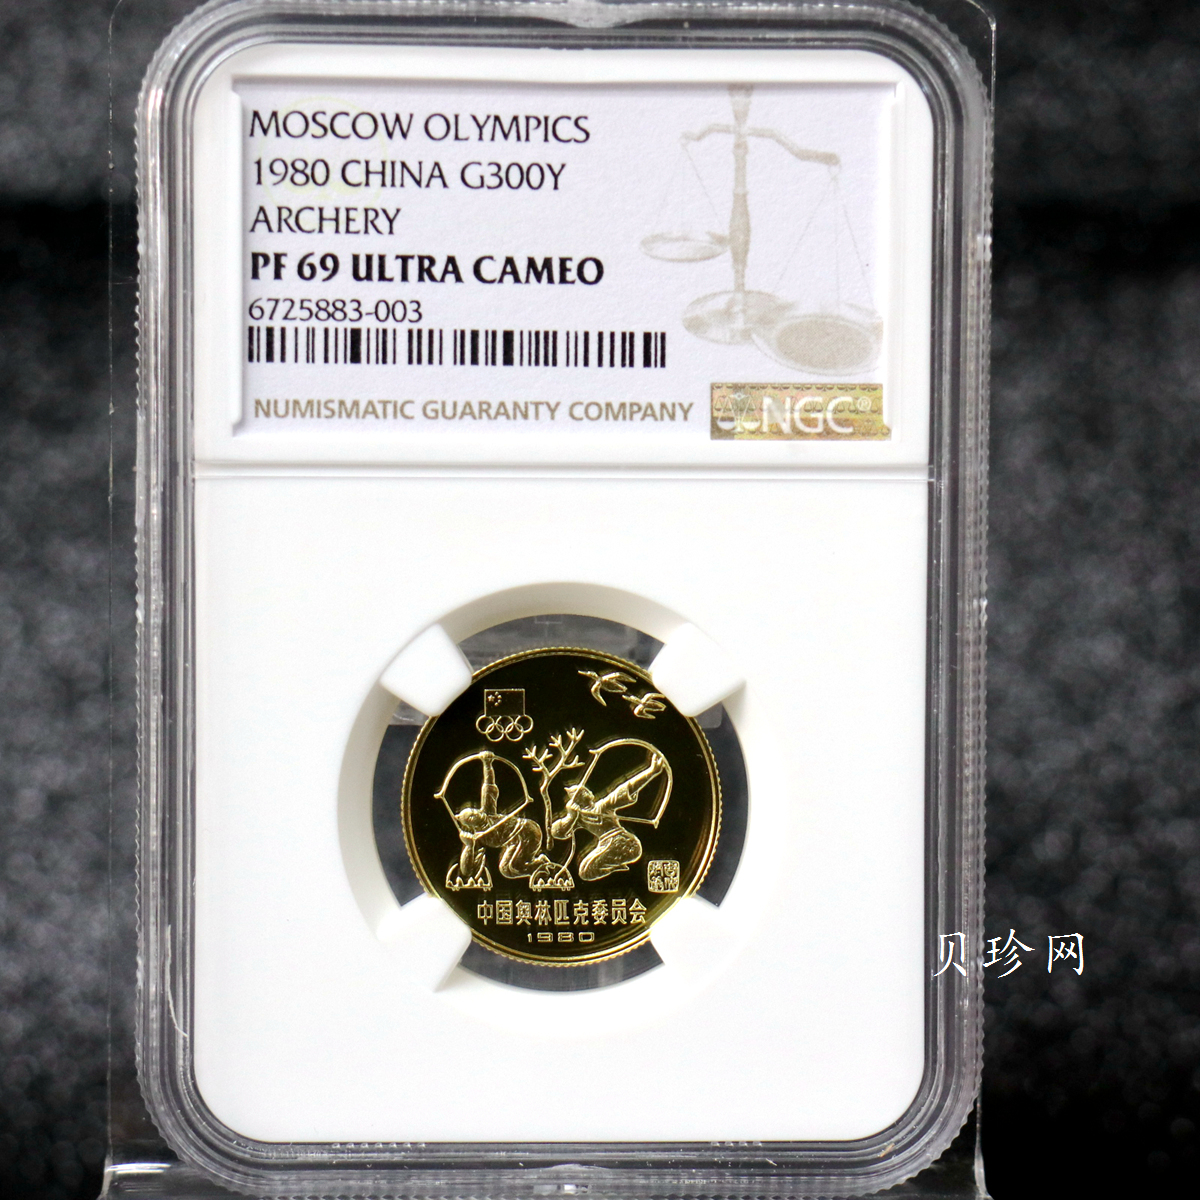 MOSCOW OLYMPICS
1980 CHINA G300Y
ARCHERY
PF 69 ULTRA CAMEO
6725883-003
NUMISMATIC GUARANTY COMPANY
NGC®
中国奥林匹克委员会
1980
贝珍网